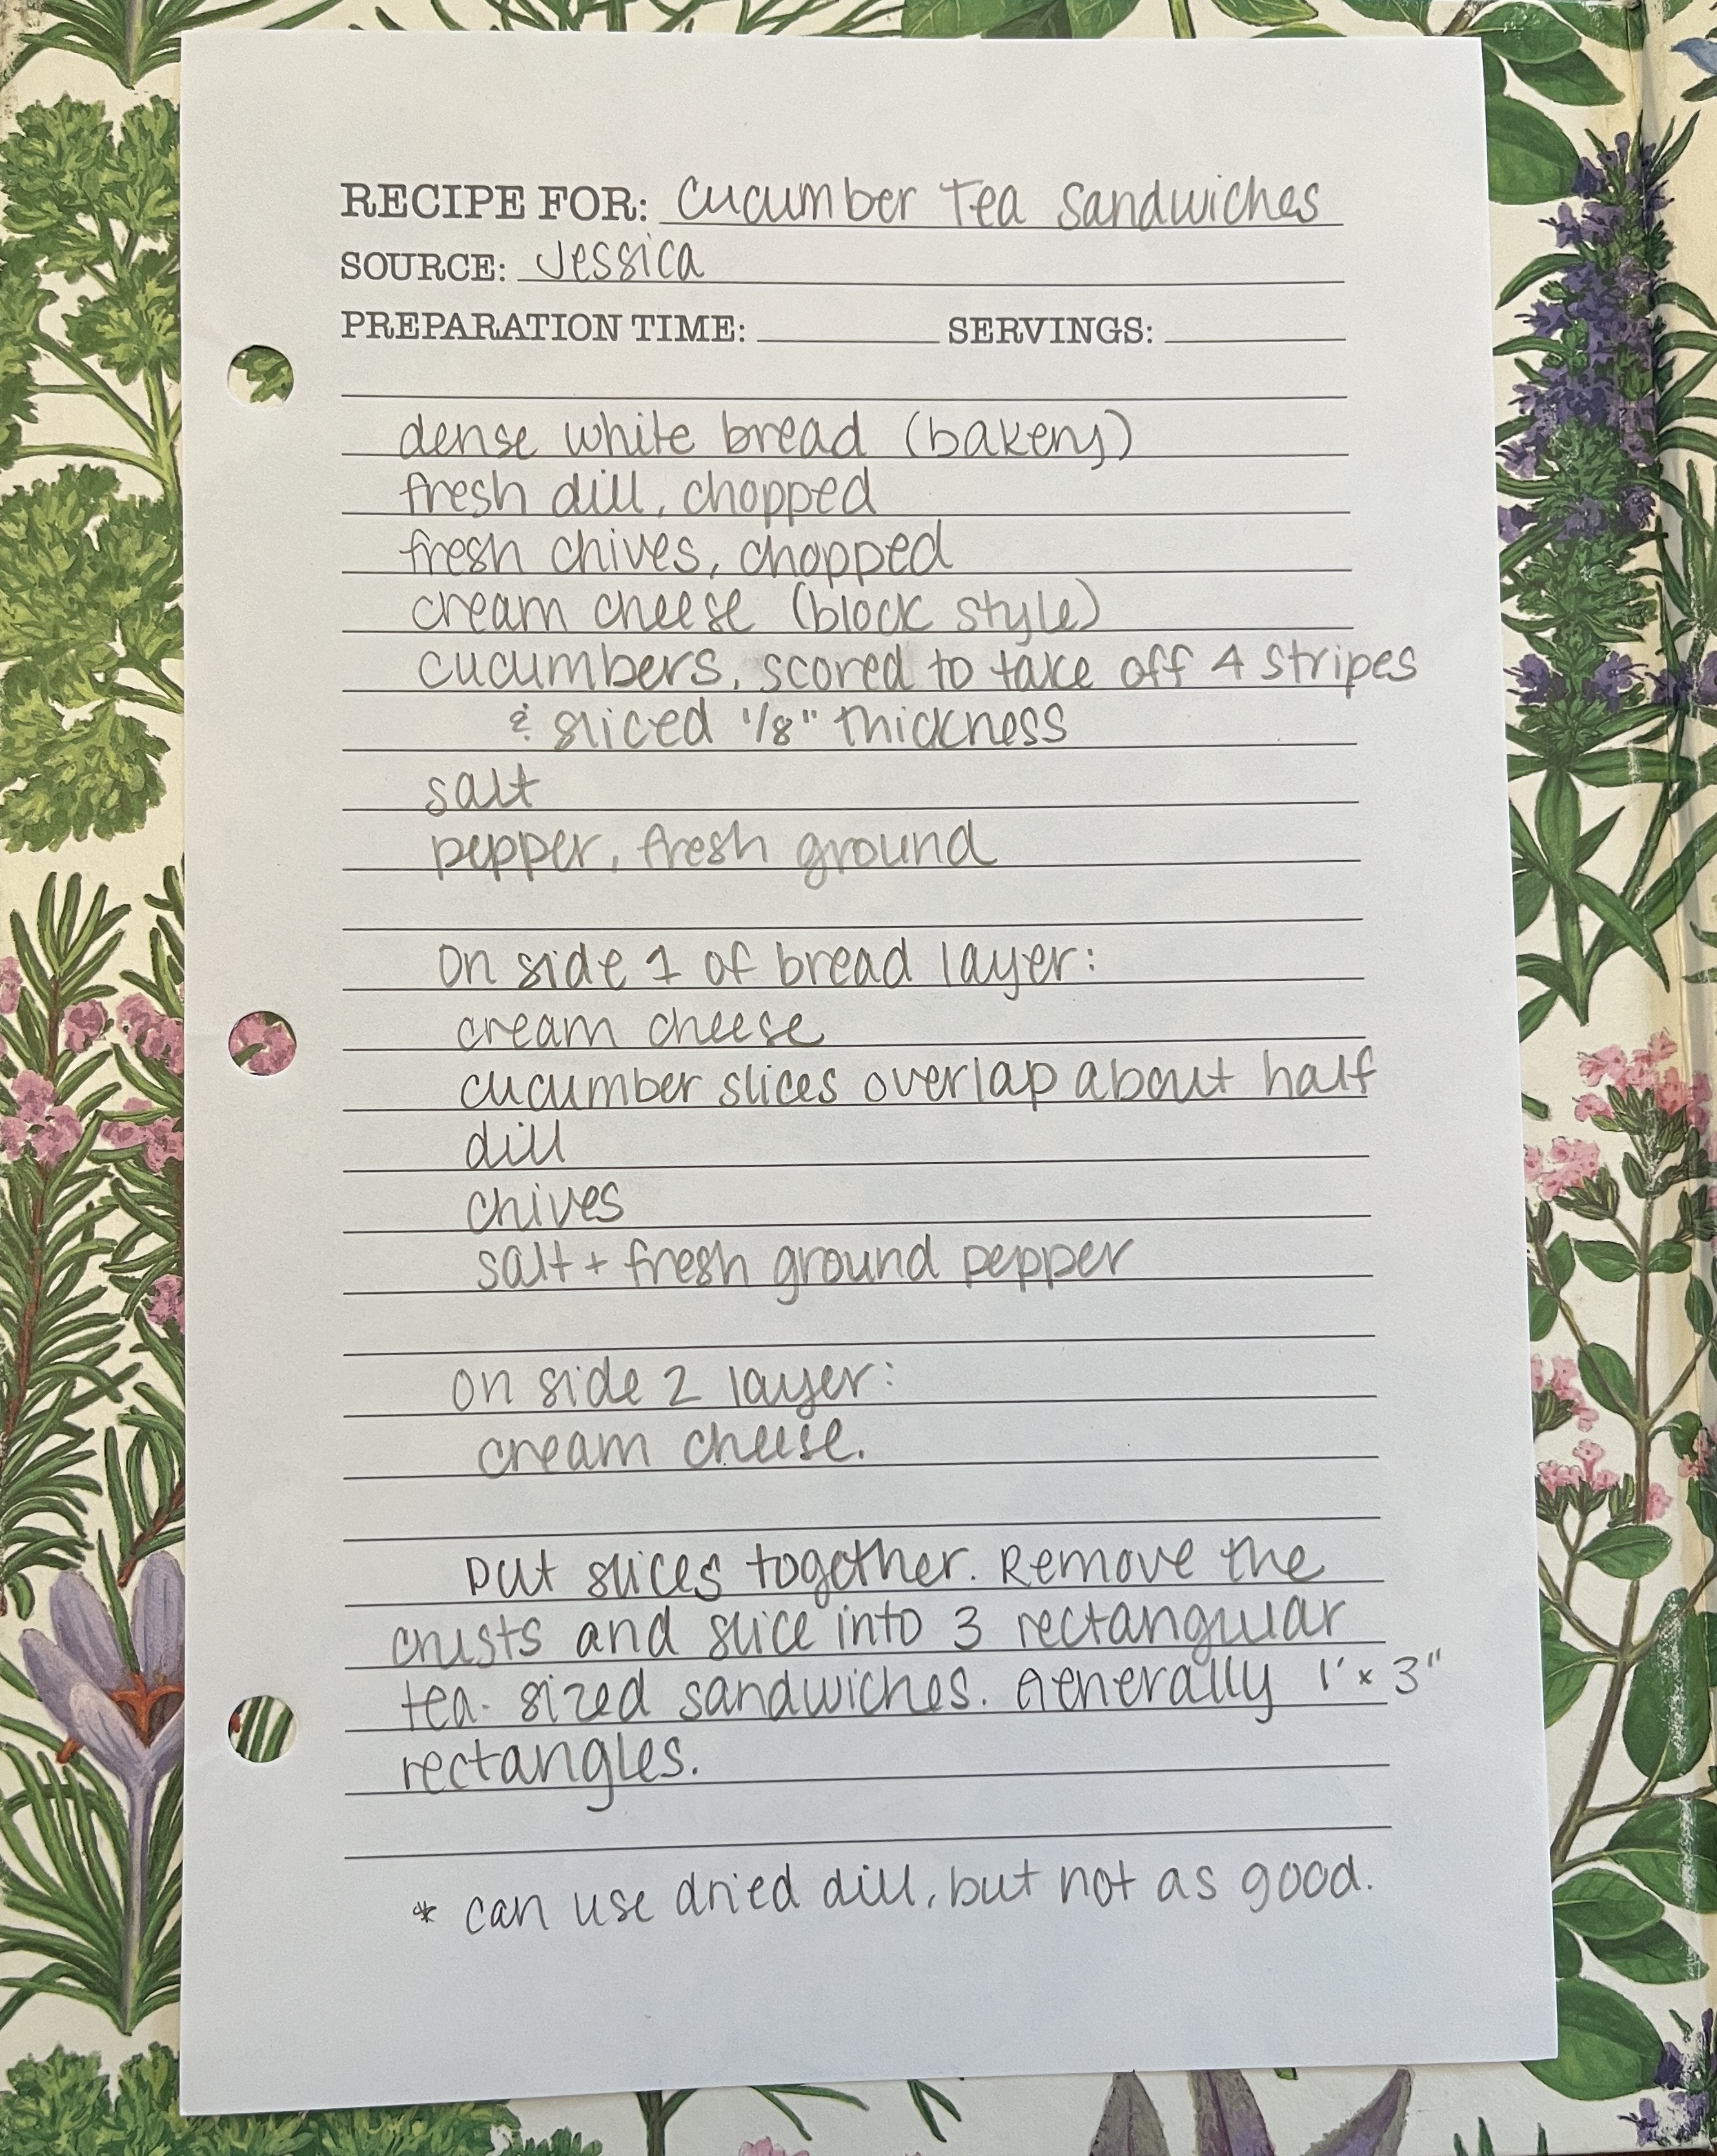 RECIPE FOR: cucumber Tea Sandwiches
SOURCE: Jessica
PREPARATION TIME: SERVINGS:
dense white bread (bakery)
fresh dill, chopped
fresh chives, chopped
cream cheese (block style)
cucumbers, scored to take off 4 stripes
& sliced 1/8" thickness
salt
pepper, fresh ground
On side 1 of bread layer:
cream cheese
cucumber slices overlap about half
dill
chives
salt + fresh ground pepper
On side 2 layer:
cream cheese.
Put slices together. Remove the
crusts and slice into 3 rectangular
tea-sized sandwiches. Generally 1' x 3"
rectangles.
* can use dried dill, but not as good.